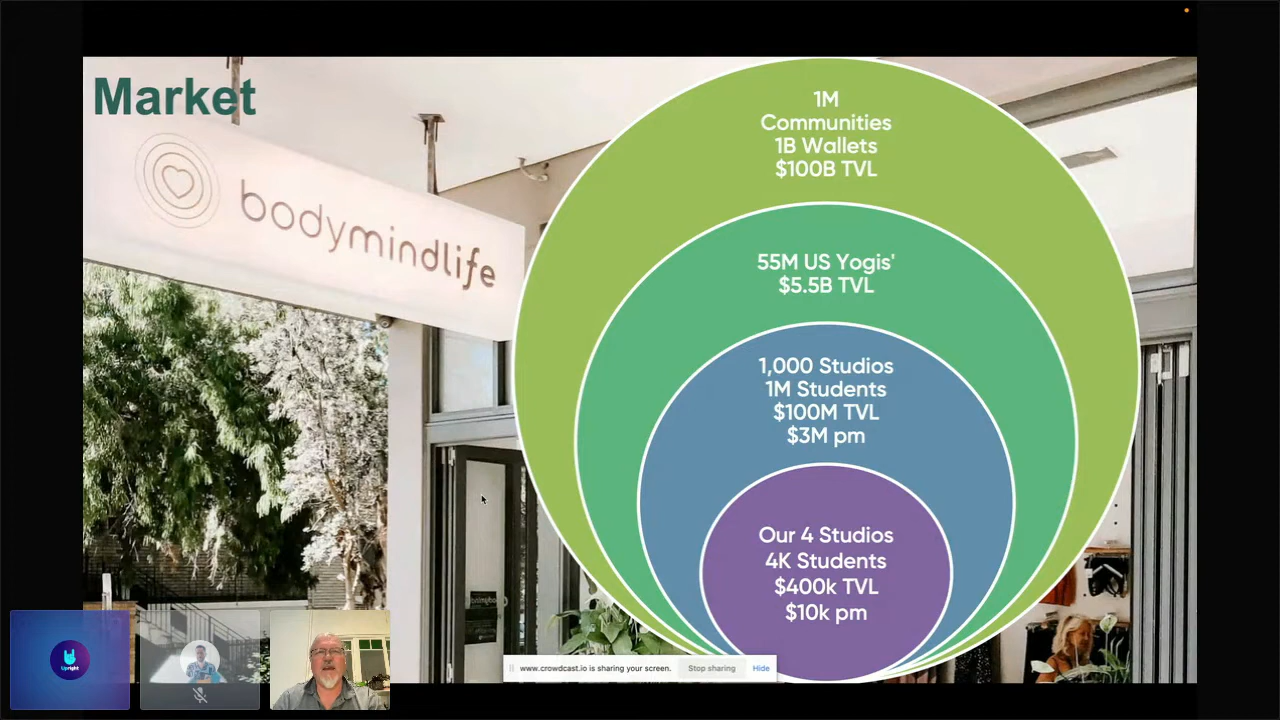 Market
bodymindlife
1M
Communities
1B Wallets
$100B TVL
55M US Yogis'
$5.5B TVL
1,000 Studios
1M Students
$100M TVL
$3M pm
Our 4 Studios
4K Students
$400k TVL
$10k pm
Upright
www.crowdcast.io is sharing your screen.
Stop sharing
Hide